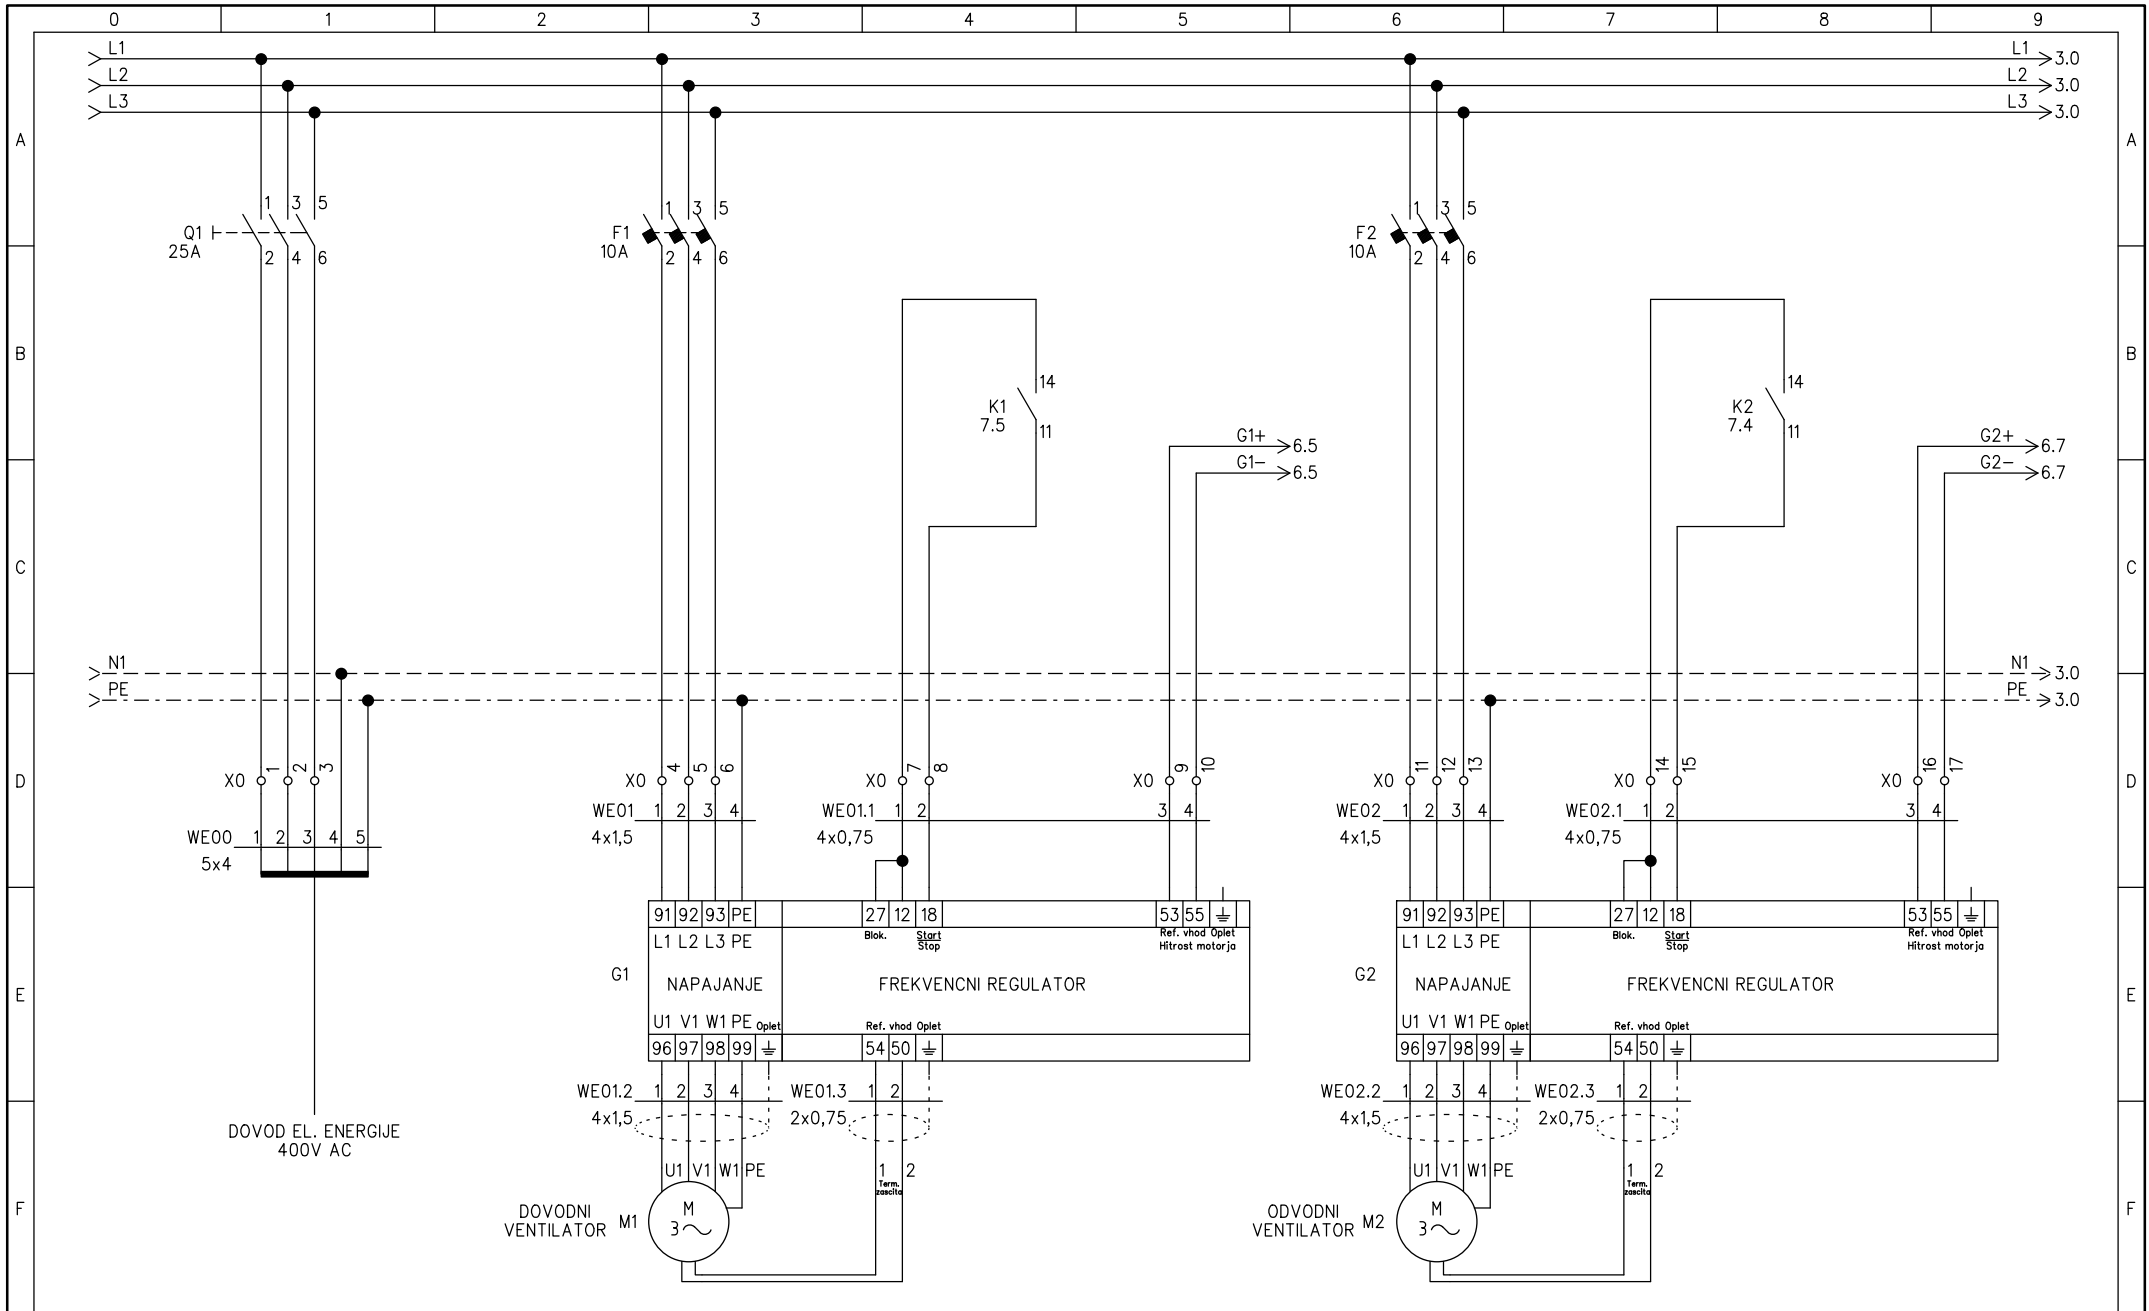 0 1 2 3 4 5 6 7 8 9
L1 L1 3.0
L2 L2 3.0
L3 L3 3.0
A A
1 3 5 1 3 5 1 3 5
Q1 F1 F2
25A 10A 10A
2 4 6 2 4 6 2 4 6
B B
14 14
K1 K2
7.5 7.4
11 11
G1+ 6.5 G2+ 6.7
G1- 6.5 G2- 6.7
C C
N1 N1 3.0
PE PE 3.0
D D
X0 1 2 3 X0 4 5 6 X0 7 8 X0 9 10 X0 11 12 13 X0 14 15 X0 16 17
WE01 1 2 3 4 WE01.1 1 2 3 4 WE02 1 2 3 4 WE02.1 1 2 3 4
4x1,5 4x0,75 4x1,5 4x0,75
WE00 1 2 3 4 5
5x4
91 92 93 PE 27 12 18 53 55 91 92 93 PE 27 12 18 53 55
L1 L2 L3 PE Blok. Start Ref. vhod Oplet L1 L2 L3 PE Blok. Start Ref. vhod Oplet
Stop Hitrost motorja Stop Hitrost motorja
E G1 NAPAJANJE FREKVENCNI REGULATOR G2 NAPAJANJE FREKVENCNI REGULATOR E
U1 V1 W1 PE Oplet Ref. vhod Oplet U1 V1 W1 PE Oplet Ref. vhod Oplet
96 97 98 99 54 50 96 97 98 99 54 50
WE01.2 1 2 3 4 WE01.3 1 2 WE02.2 1 2 3 4 WE02.3 1 2
4x1,5 2x0,75 4x1,5 2x0,75
DOVOD EL. ENERGIJE
400V AC
U1 V1 W1 PE 1 2 U1 V1 W1 PE 1 2
Term. Term.
zascita zascita
F F
DOVODNI M1 M ODVODNI M2 M
VENTILATOR 3~ VENTILATOR 3~